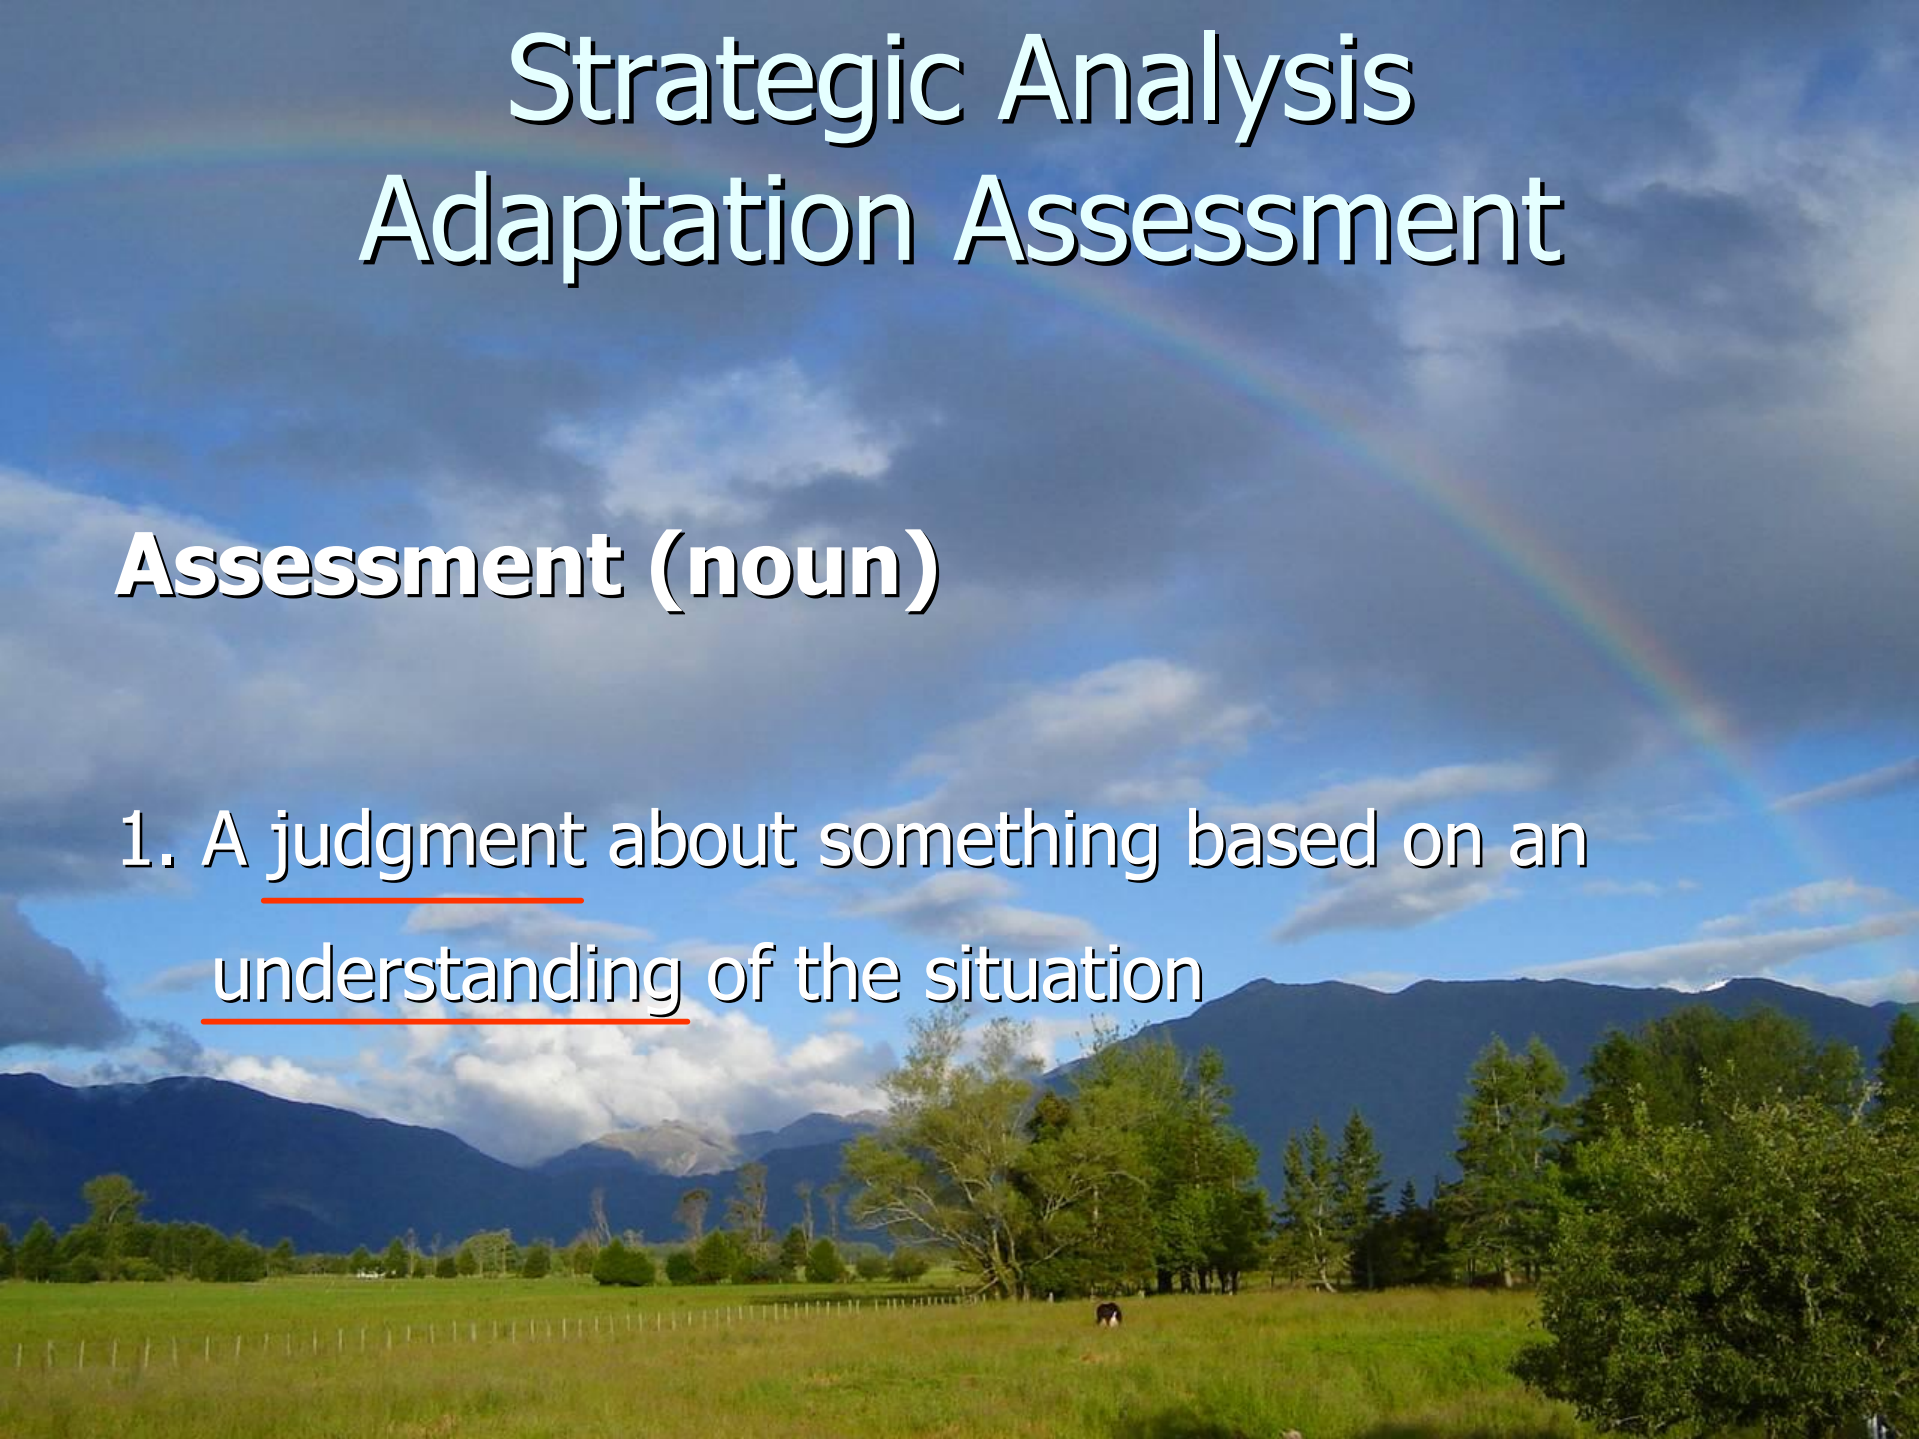 Strategic Analysis
Adaptation Assessment
Assessment (noun)
1. A judgment about something based on an
understanding of the situation